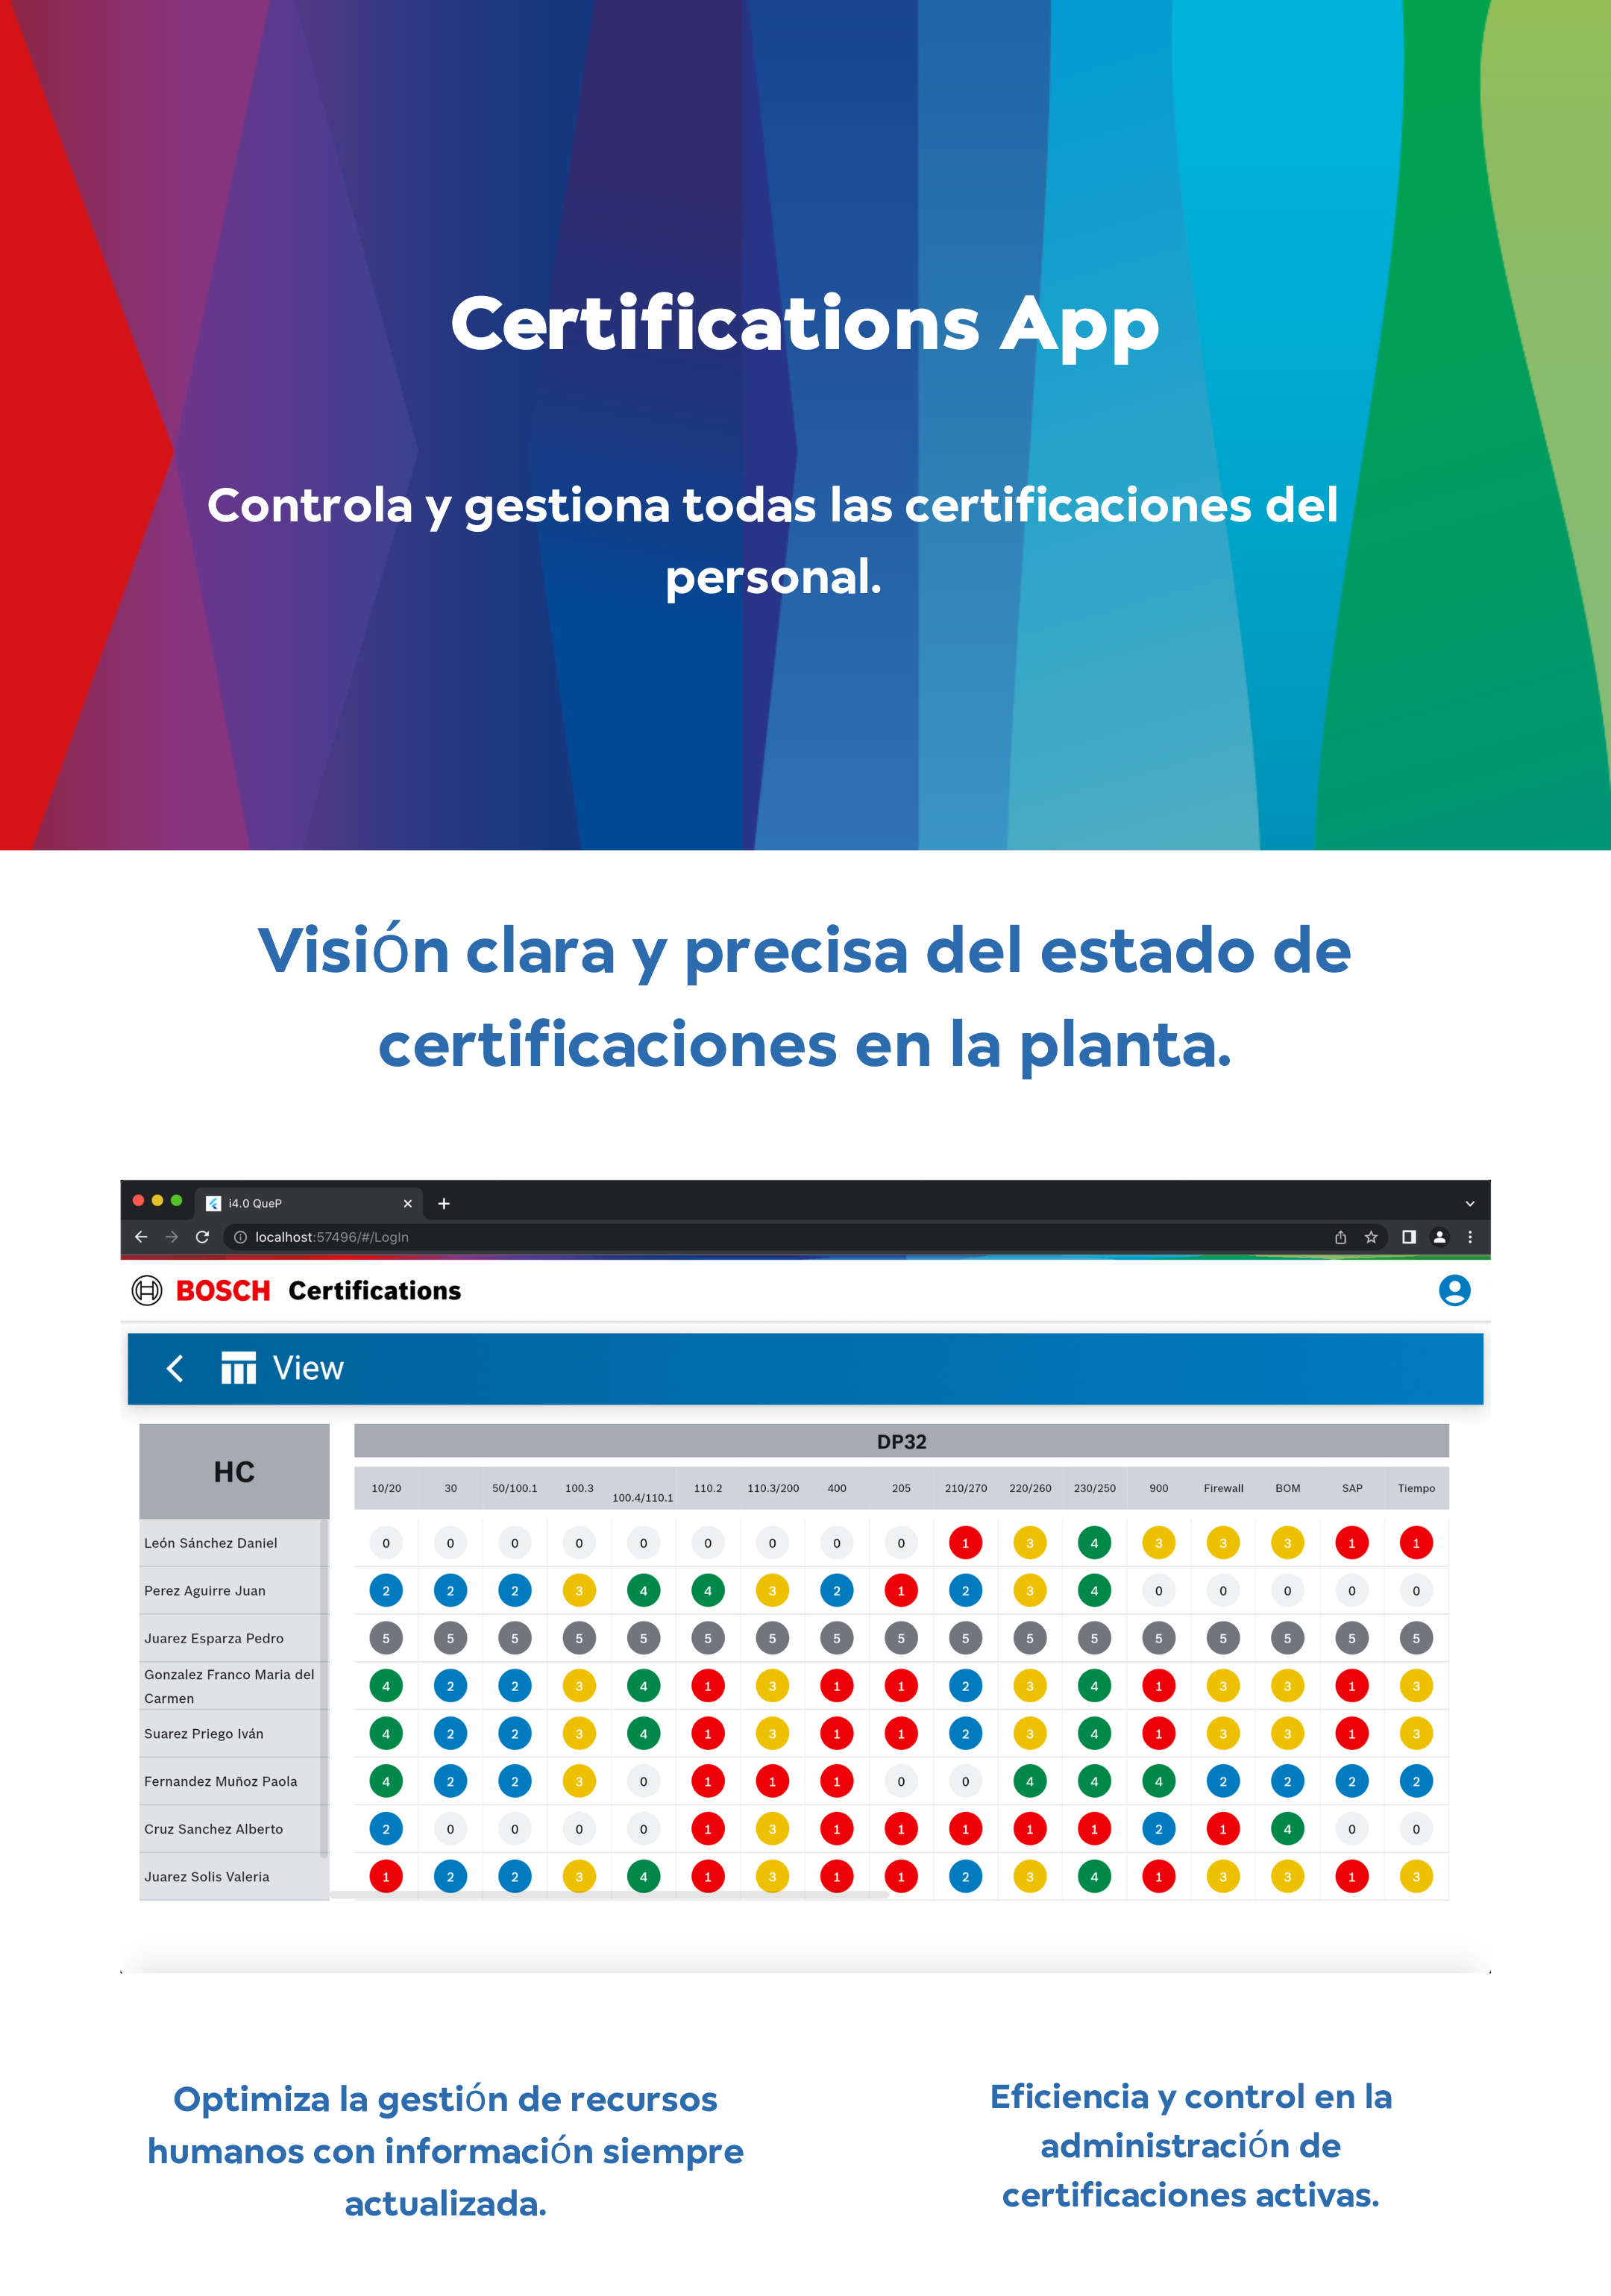 Certifications App
Controla y gestiona todas las certificaciones del
personal.
Visión clara y precisa del estado de
certificaciones en la planta.
i4.0 QueP
localhost:57496/#/LogIn
BOSCH Certifications
View
HC
DP32
10/20 30 50/100.1 100.3 100.4/110.1 110.2 110.3/200 400 205 210/270 220/260 230/250 900 Firewall BOM SAP Tiempo
León Sánchez Daniel 0 0 0 0 0 0 0 0 0 1 3 4 3 3 3 1 1
Perez Aguirre Juan 2 2 2 3 4 4 3 2 1 2 3 4 0 0 0 0 0
Juarez Esparza Pedro 5 5 5 5 5 5 5 5 5 5 5 5 5 5 5 5 5
Gonzalez Franco Maria del
Carmen 4 2 2 3 4 1 3 1 1 2 3 4 1 3 3 1 3
Suarez Priego Iván 4 2 2 3 4 1 3 1 1 2 3 4 1 3 3 1 3
Fernandez Muñoz Paola 4 2 2 3 0 1 1 1 0 0 4 4 4 2 2 2 2
Cruz Sanchez Alberto 2 0 0 0 0 1 3 1 1 1 1 1 2 1 4 0 0
Juarez Solis Valeria 1 2 2 3 4 1 3 1 1 2 3 4 1 3 3 1 3
Optimiza la gestión de recursos
humanos con información siempre
actualizada.
Eficiencia y control en la
administración de
certificaciones activas.